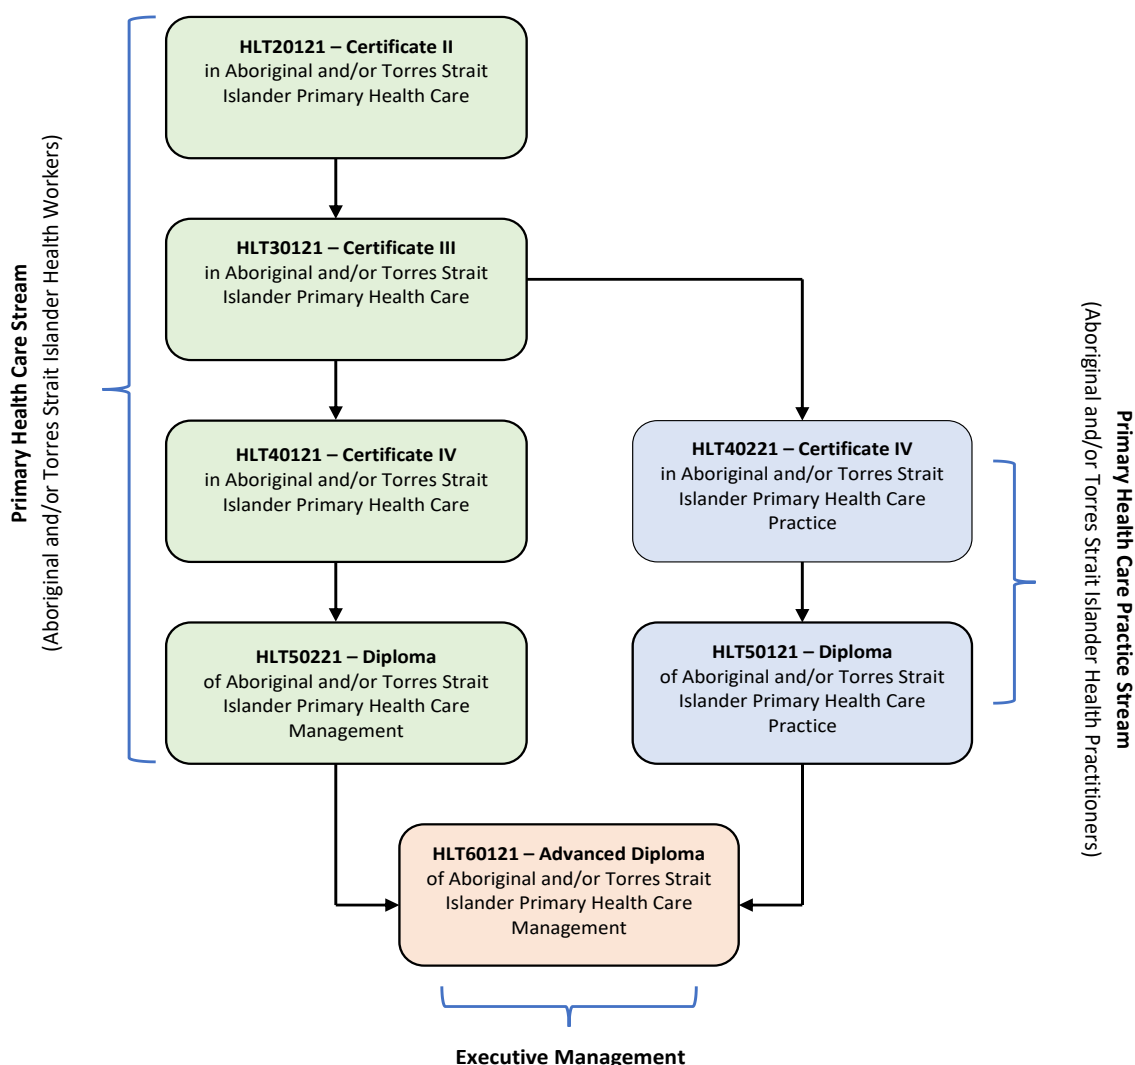 Primary Health Care Stream
(Aboriginal and/or Torres Strait Islander Health Workers)
HLT20121 – Certificate II
in Aboriginal and/or Torres Strait
Islander Primary Health Care
HLT30121 – Certificate III
in Aboriginal and/or Torres Strait
Islander Primary Health Care
HLT40121 – Certificate IV
in Aboriginal and/or Torres Strait
Islander Primary Health Care
HLT50221 – Diploma
of Aboriginal and/or Torres Strait
Islander Primary Health Care
Management
HLT40221 – Certificate IV
in Aboriginal and/or Torres Strait
Islander Primary Health Care
Practice
HLT50121 – Diploma
of Aboriginal and/or Torres Strait
Islander Primary Health Care
Practice
Primary Health Care Practice Stream
(Aboriginal and/or Torres Strait Islander Health Practitioners)
HLT60121 – Advanced Diploma
of Aboriginal and/or Torres Strait
Islander Primary Health Care
Management
Executive Management